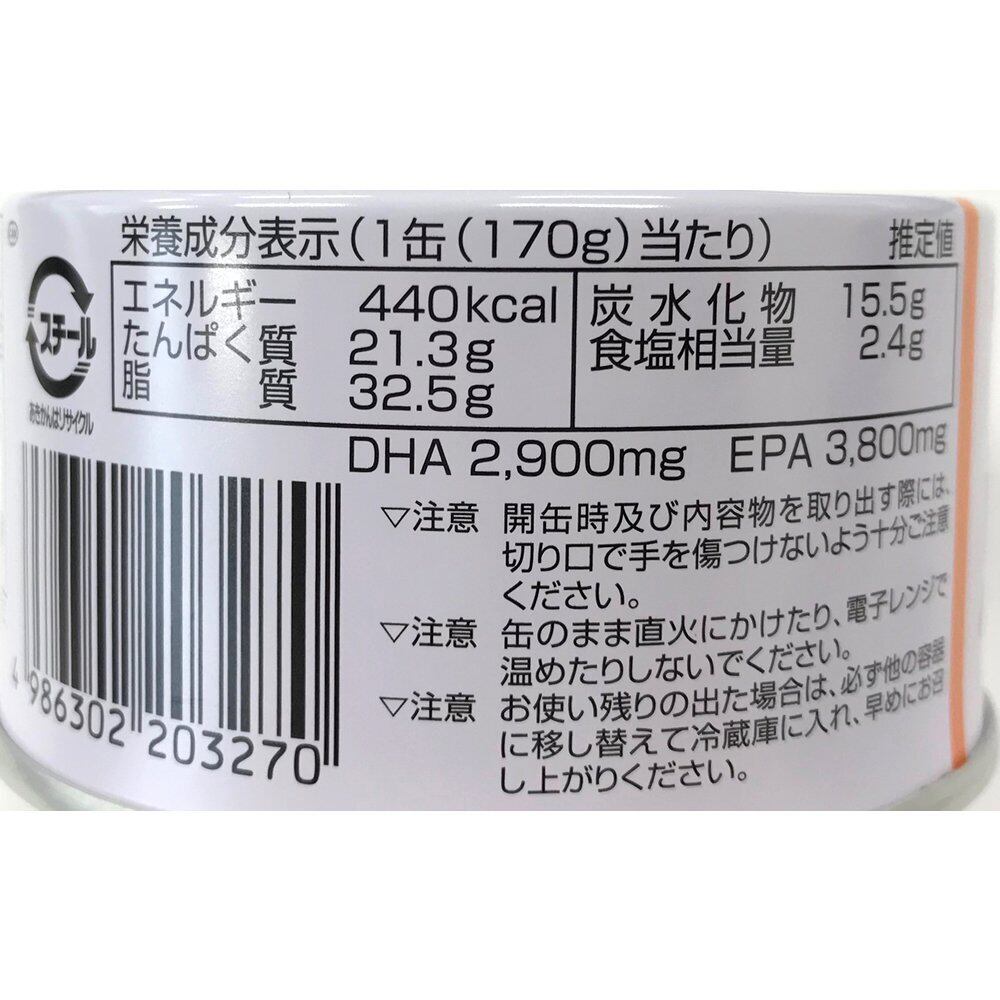 栄養成分表示(1缶(170g)当たり) 推定値
エネルギー 440kcal
たんぱく質 21.3g
脂質 32.5g
炭水化物 15.5g
食塩相当量 2.4g
DHA 2,900mg EPA 3,800mg
スチール
あきかんはリサイクル
▽注意 開缶時及び内容物を取り出す際には、
切り口で手を傷つけないよう十分ご注意
ください。
▽注意 缶のまま直火にかけたり、電子レンジで
温めたりしないでください。
▽注意 お使い残りの出た場合は、必ず他の容器
に移し替えて冷蔵庫に入れ、早めにお召
し上がりください。
4 986302 203270